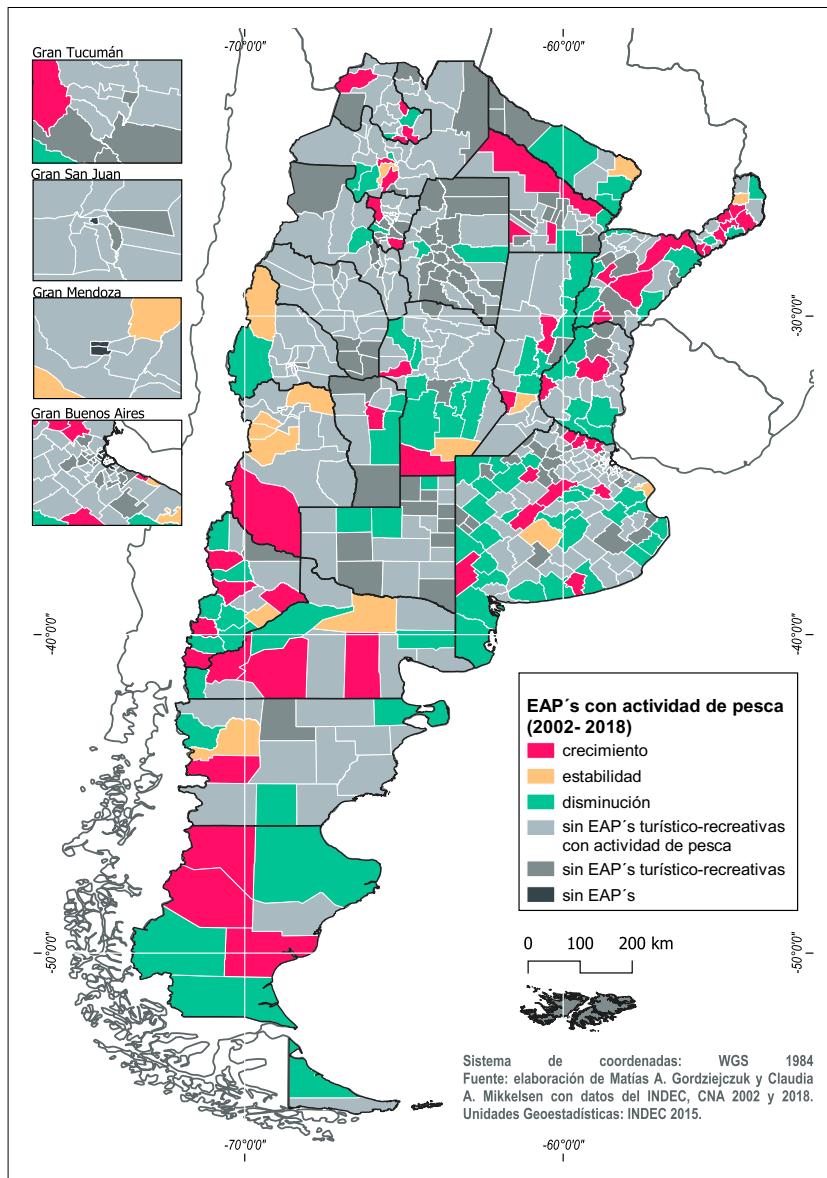 -70°0'0"
-60°0'0"
Gran Tucumán
Gran San Juan
-30°0'0"
-30°0'0"
Gran Mendoza
Gran Buenos Aires
-40°0'0"
-40°0'0"
EAP´s con actividad de pesca
(2002- 2018)
crecimiento
estabilidad
disminución
sin EAP´s turístico-recreativas
con actividad de pesca
sin EAP´s turístico-recreativas
sin EAP´s
0 100 200 km
-50°0'0"
-50°0'0"
Sistema de coordenadas: WGS 1984
Fuente: elaboración de Matías A. Gordziejczuk y Claudia
A. Mikkelsen con datos del INDEC, CNA 2002 y 2018.
Unidades Geoestadísticas: INDEC 2015.
-70°0'0"
-60°0'0"